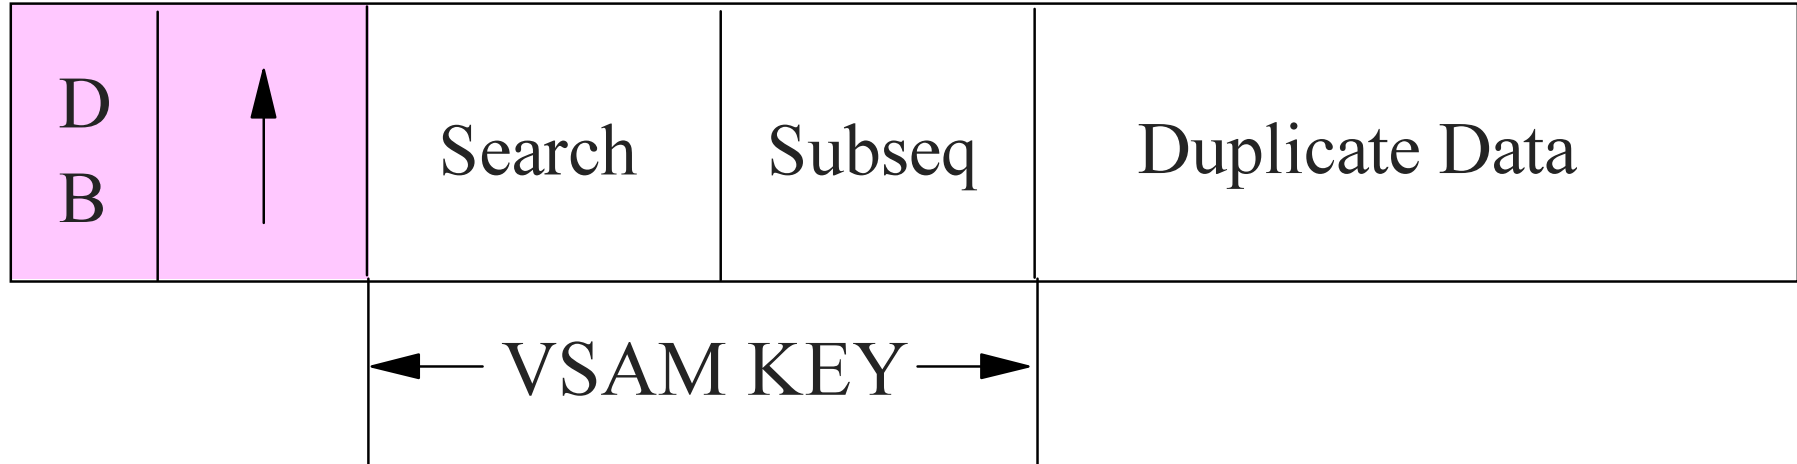 D
B
Search
Subseq
Duplicate Data
VSAM KEY